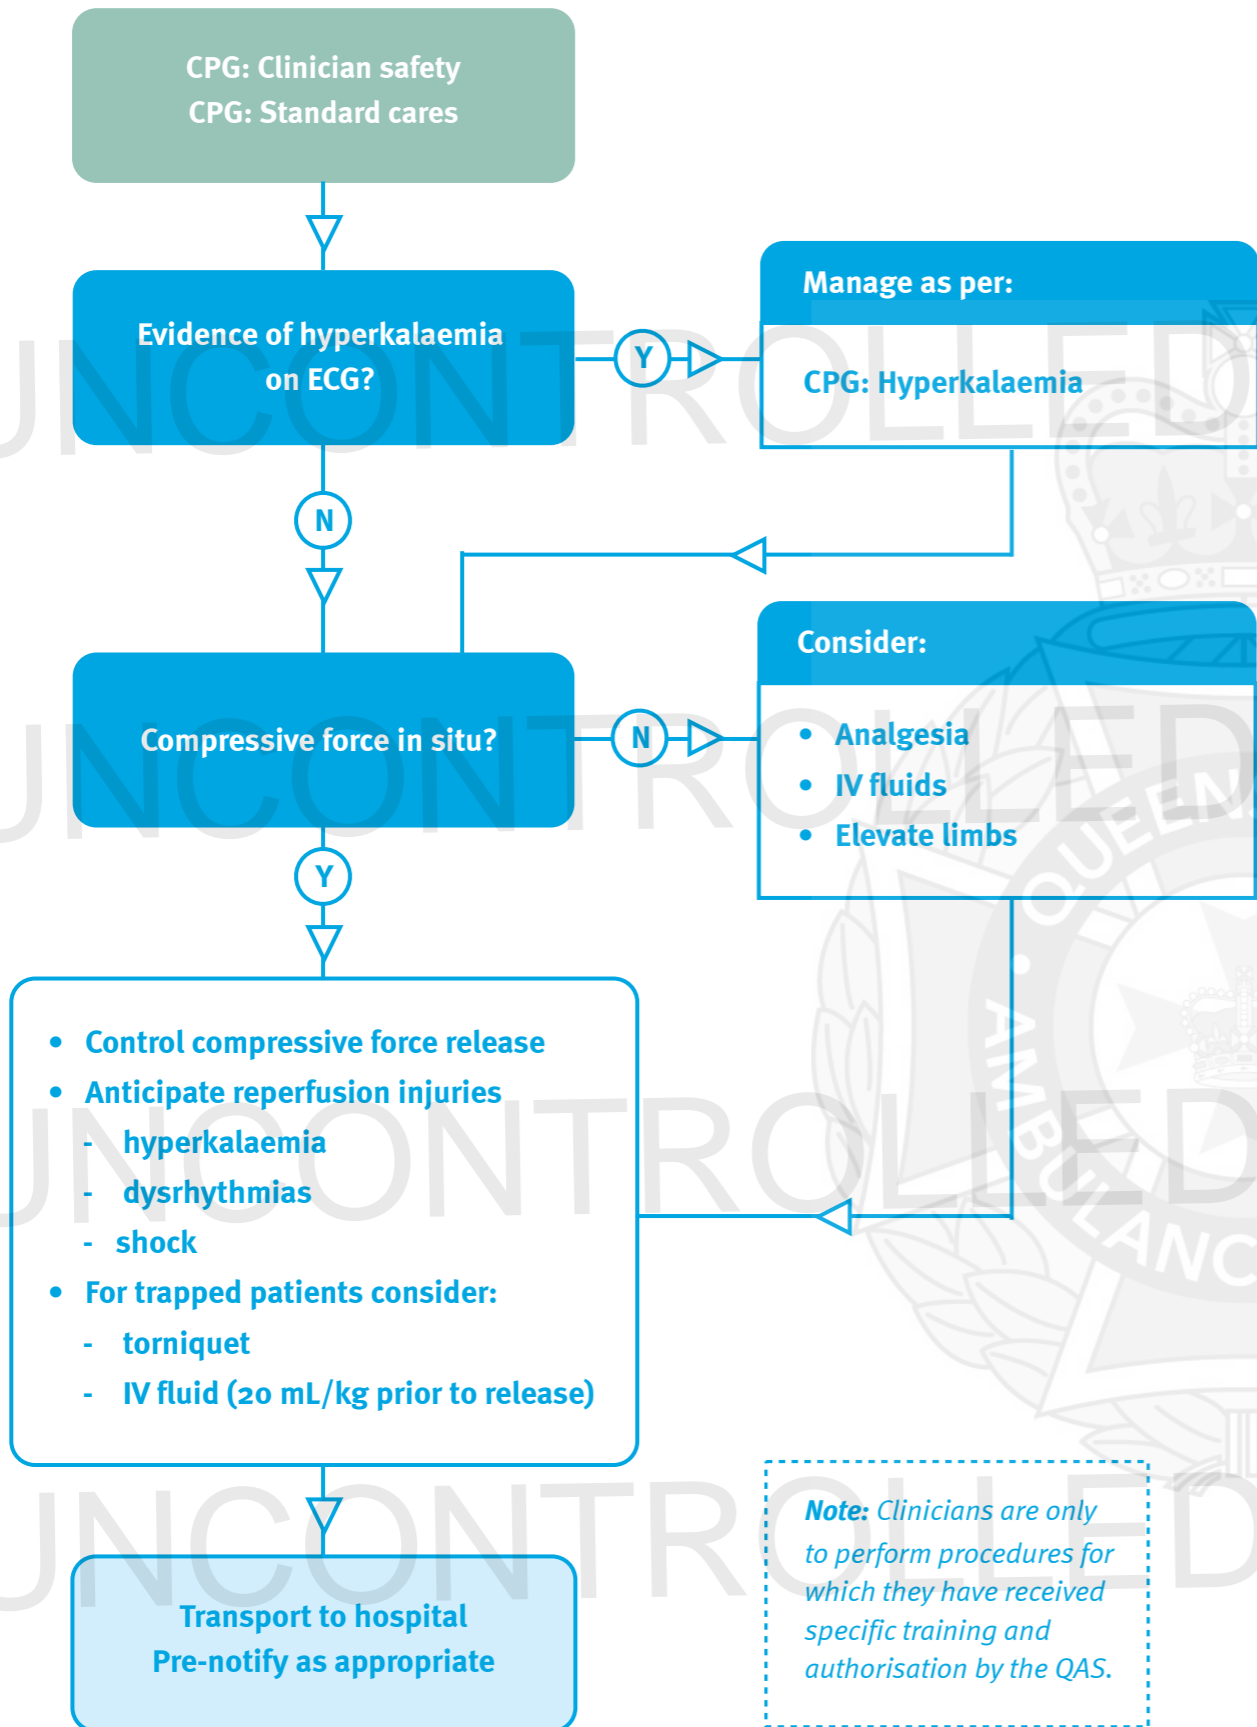 CPG: Clinician safety
CPG: Standard cares
Evidence of hyperkalaemia
on ECG?
Y
Manage as per:
CPG: Hyperkalaemia
N
Compressive force in situ?
N
Consider:
• Analgesia
• IV fluids
• Elevate limbs
Y
• Control compressive force release
• Anticipate reperfusion injuries
- hyperkalaemia
- dysrhythmias
- shock
• For trapped patients consider:
- torniquet
- IV fluid (20 mL/kg prior to release)
Transport to hospital
Pre-notify as appropriate
Note: Clinicians are only
to perform procedures for
which they have received
specific training and
authorisation by the QAS.
UNCONTROLLED
UNCONTROLLED
UNCONTROLLED
UNCONTROLLED
QUEENS
AMBULANC